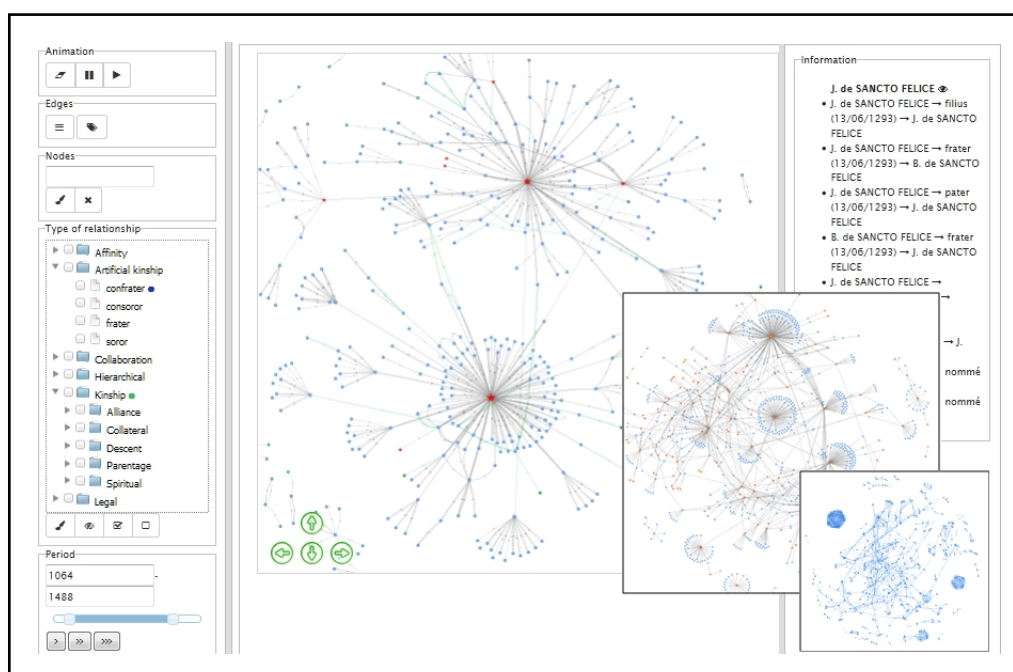 Animation
Edges
Nodes
Type of relationship
Affinity
Artificial kinship
confrater
consoror
frater
soror
Collaboration
Hierarchical
Kinship
Alliance
Collateral
Descent
Parentage
Spiritual
Legal
Period
1064 -
1488
> >> >>>
Information
J. de SANCTO FELICE
• J. de SANCTO FELICE → filius
(13/06/1293) → J. de SANCTO
FELICE
• J. de SANCTO FELICE → frater
(13/06/1293) → B. de SANCTO
FELICE
• J. de SANCTO FELICE → pater
(13/06/1293) → J. de SANCTO
FELICE
• B. de SANCTO FELICE → frater
(13/06/1293) → J. de SANCTO
FELICE
• J. de SANCTO FELICE →
→
→ J.
nommé
nommé